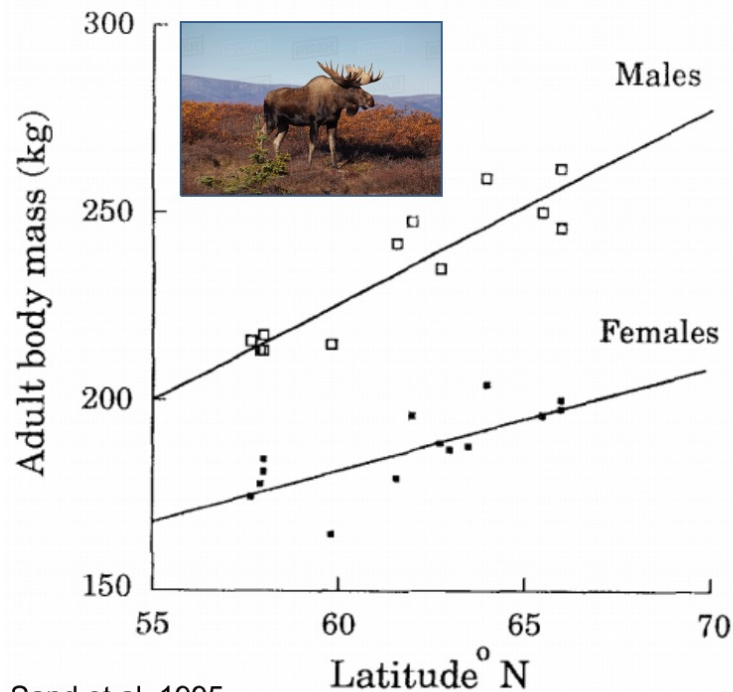 300
Males
250
Adult body mass (kg)
Females
200
150
55 60 65 70
Latitude° N
Sand et al. 1995